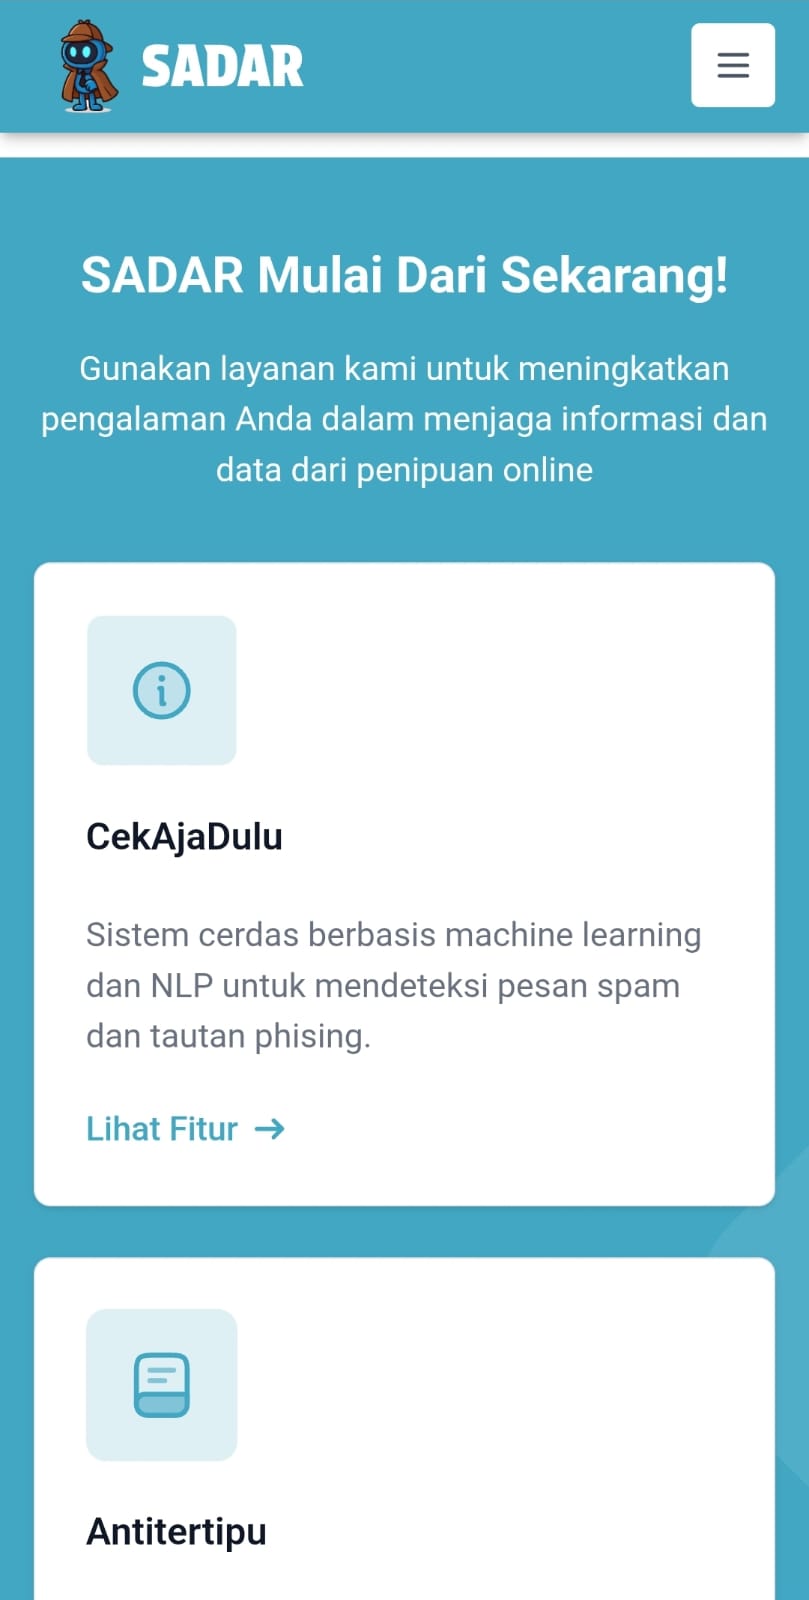 SADAR
SADAR Mulai Dari Sekarang!
Gunakan layanan kami untuk meningkatkan
pengalaman Anda dalam menjaga informasi dan
data dari penipuan online
CekAjaDulu
Sistem cerdas berbasis machine learning
dan NLP untuk mendeteksi pesan spam
dan tautan phising.
Lihat Fitur →
Antitertipu